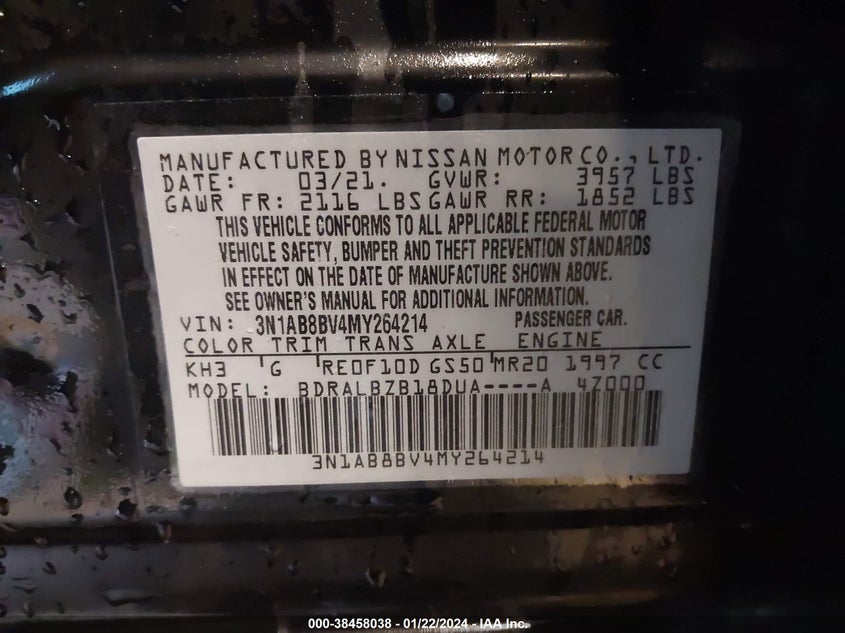 MANUFACTURED BY NISSAN MOTOR CO., LTD.
DATE: 03/21. GVWR: 3957 LBS
GAWR FR: 2116 LBS GAWR RR: 1852 LBS
THIS VEHICLE CONFORMS TO ALL APPLICABLE FEDERAL MOTOR
VEHICLE SAFETY, BUMPER AND THEFT PREVENTION STANDARDS
IN EFFECT ON THE DATE OF MANUFACTURE SHOWN ABOVE.
SEE OWNER'S MANUAL FOR ADDITIONAL INFORMATION.
VIN: 3N1AB8BV4MY264214 PASSENGER CAR.
COLOR TRIM TRANS AXLE ENGINE
KH3 G RE0F10D GS50 MR20 1997 CC
MODEL: BDRALBZB18DUA----A 4Z000
3N1AB8BV4MY264214
000-38458038 - 01/22/2024 - IAA Inc.